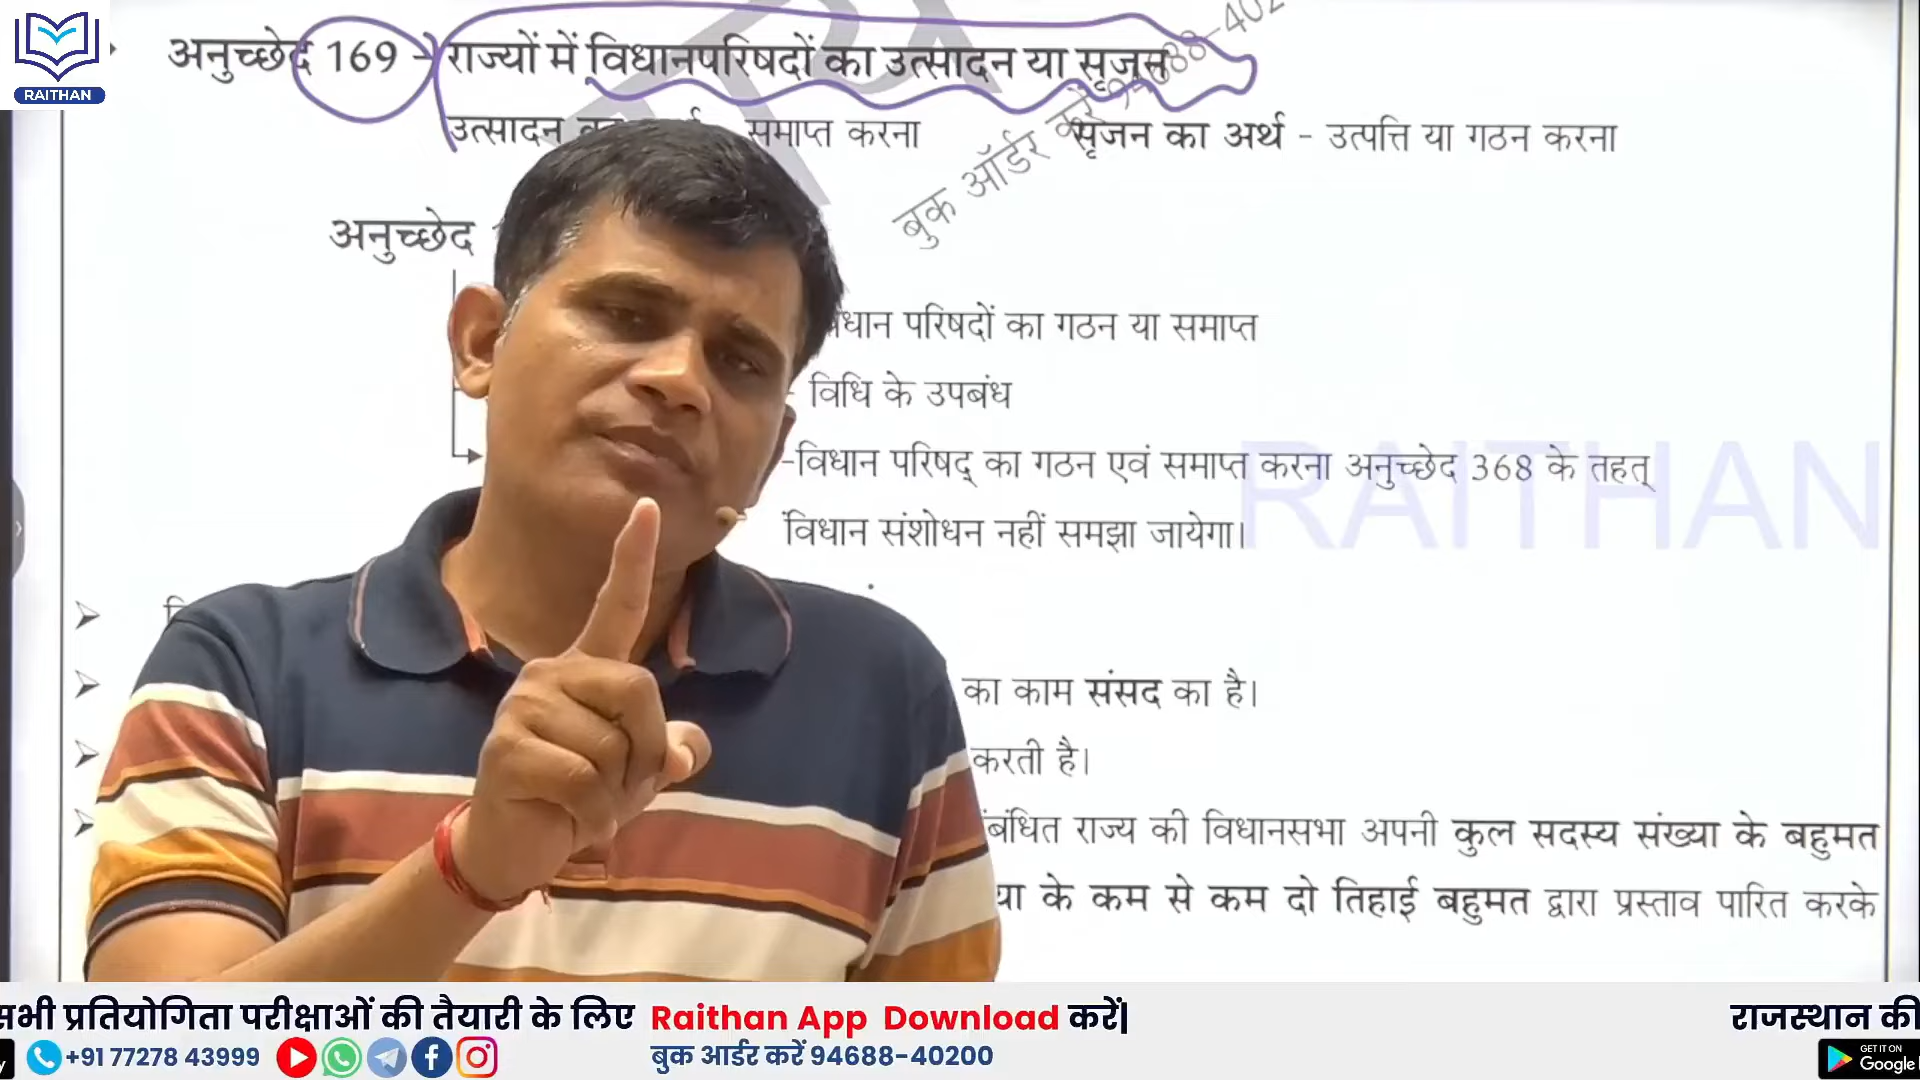 RAITHAN
अनुच्छेद 169 राज्यों में विधानपरिषदों का उत्सादन या सृजन
उत्सादन समाप्त करना सृजन का अर्थ - उत्पत्ति या गठन करना
बुक ऑर्डर करें
अनुच्छेद
परिषदों का गठन या समाप्त
- विधि के उपबंध
-विधान परिषद् का गठन एवं समाप्त करना अनुच्छेद 368 के तहत्
संशोधन नहीं समझा जायेगा।
RAITHAN
का काम संसद का है।
करती है।
राज्य की विधानसभा अपनी कुल सदस्य संख्या के बहुमत
के कम से कम दो तिहाई बहुमत द्वारा प्रस्ताव पारित करके
सभी प्रतियोगिता परीक्षाओं की तैयारी के लिए Raithan App Download करें| राजस्थान की
+91 77278 43999 बुक आर्डर करें 94688-40200 GET IT ON
Google